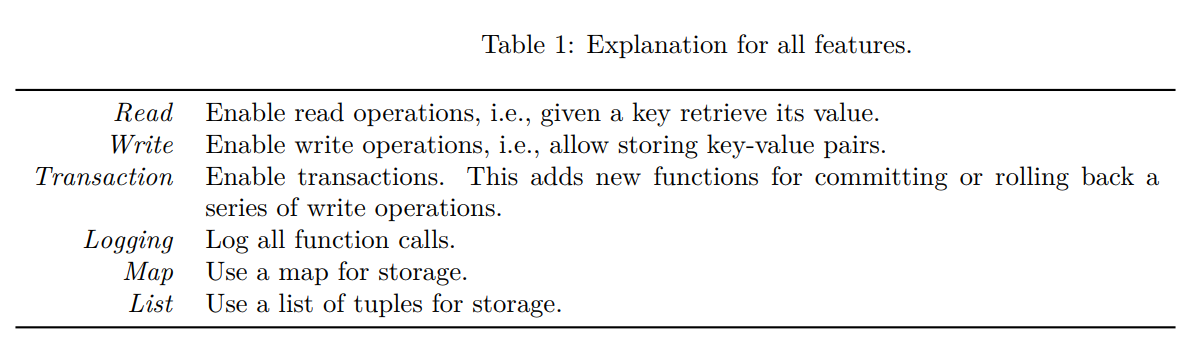 Table 1: Explanation for all features.
Read Enable read operations, i.e., given a key retrieve its value.
Write Enable write operations, i.e., allow storing key-value pairs.
Transaction Enable transactions. This adds new functions for committing or rolling back a
series of write operations.
Logging Log all function calls.
Map Use a map for storage.
List Use a list of tuples for storage.